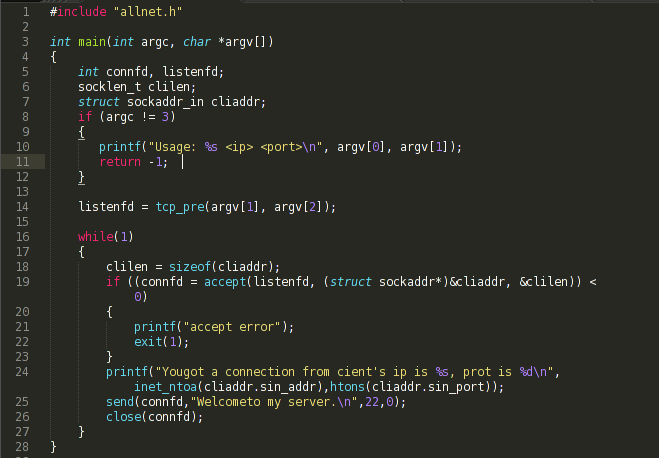 1 #include "allnet.h"
2
3 int main(int argc, char *argv[])
4 {
5 int connfd, listenfd;
6 socklen_t clilen;
7 struct sockaddr_in cliaddr;
8 if (argc != 3)
9 {
10 printf("Usage: %s <ip> <port>\n", argv[0], argv[1]);
11 return -1;
12 }
13
14 listenfd = tcp_pre(argv[1], argv[2]);
15
16 while(1)
17 {
18 clilen = sizeof(cliaddr);
19 if ((connfd = accept(listenfd, (struct sockaddr*)&cliaddr, &clilen)) <
0)
20 {
21 printf("accept error");
22 exit(1);
23 }
24 printf("Yougot a connection from cient's ip is %s, prot is %d\n",
inet_ntoa(cliaddr.sin_addr),htons(cliaddr.sin_port));
25 send(connfd,"Welcometo my server.\n",22,0);
26 close(connfd);
27 }
28 }